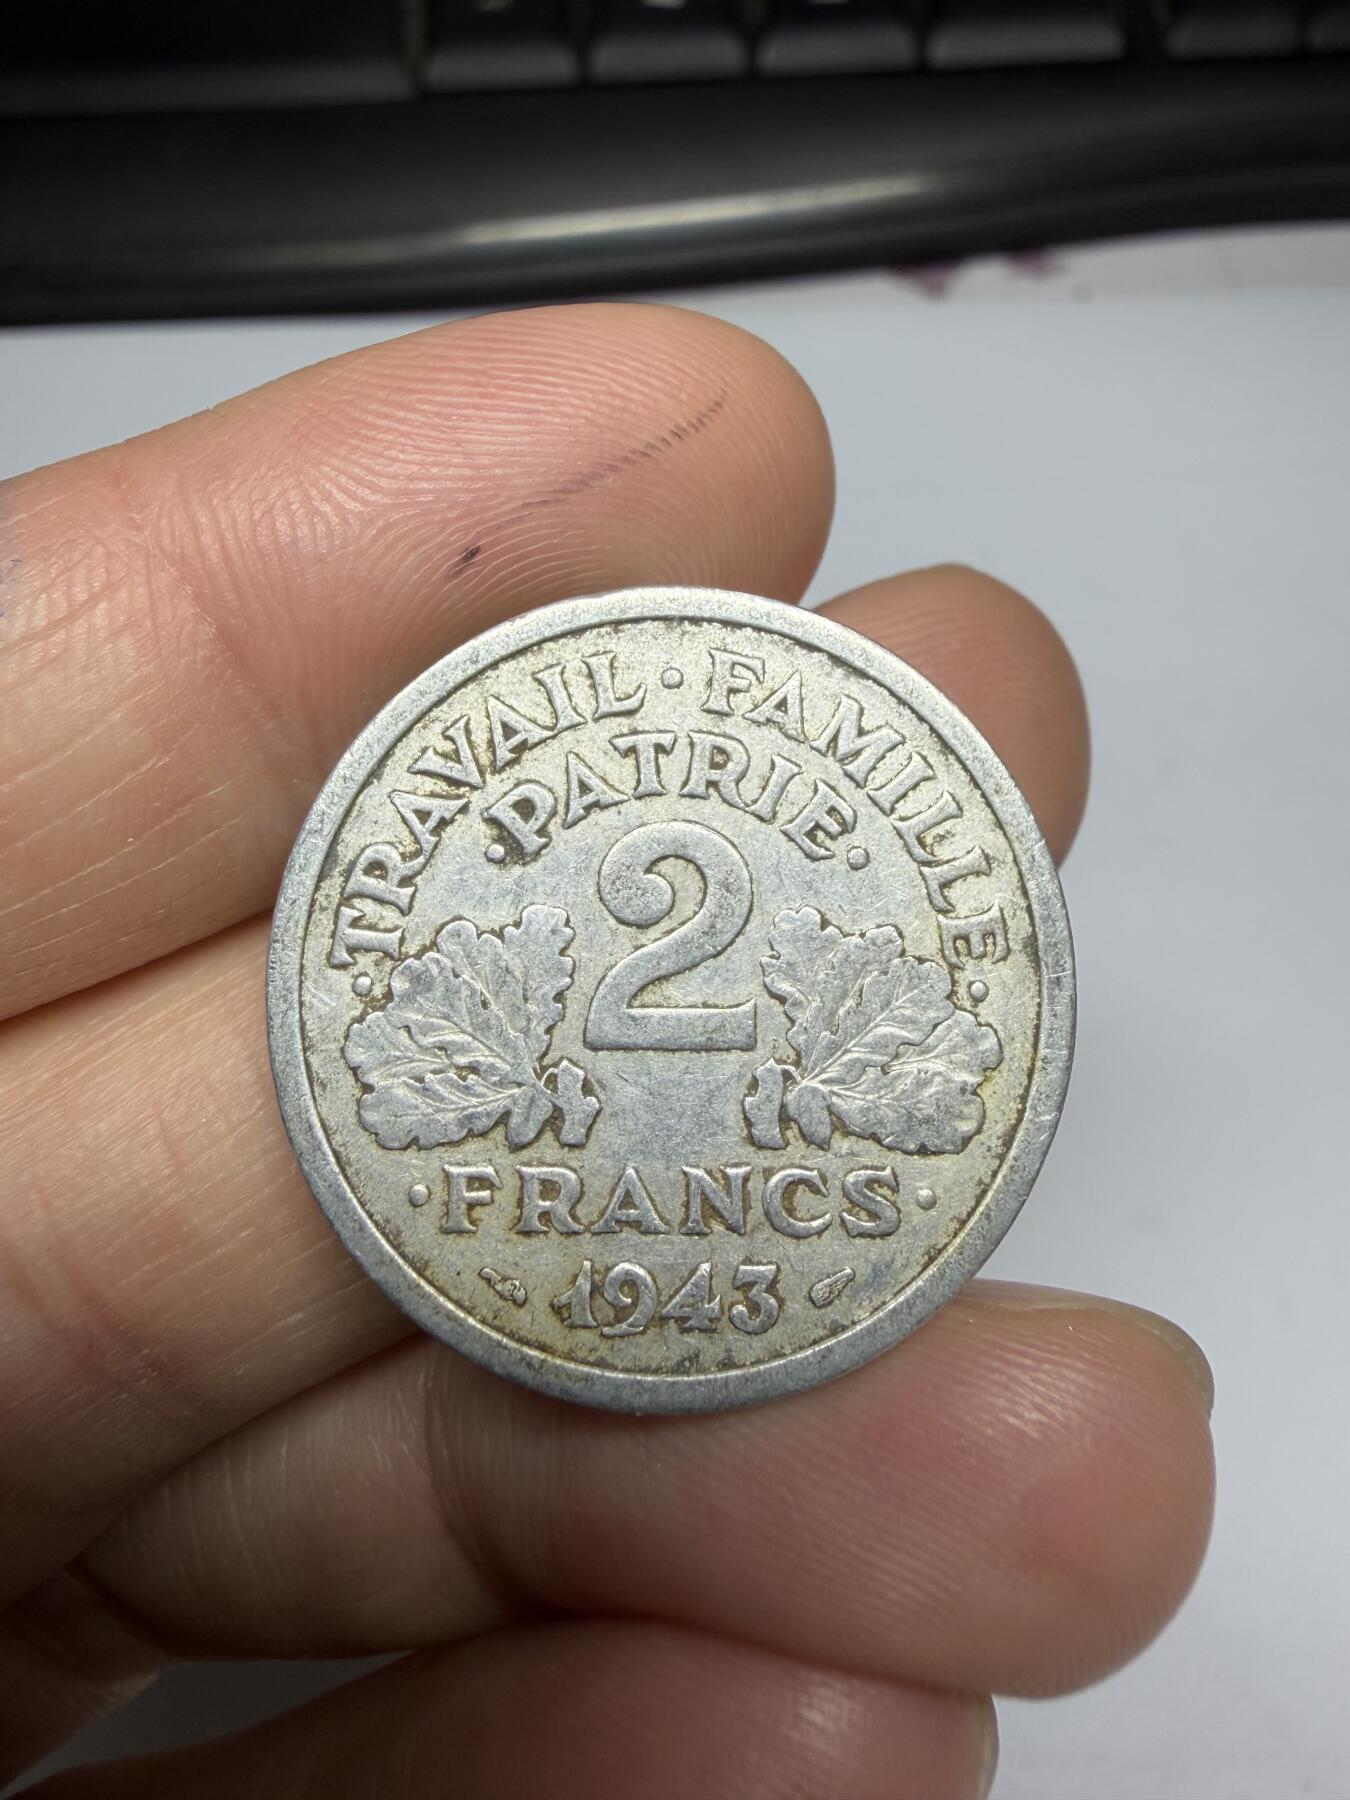 ·TRAVAIL·FAMILLE·
·PATRIE·
2
·FRANCS·
1943